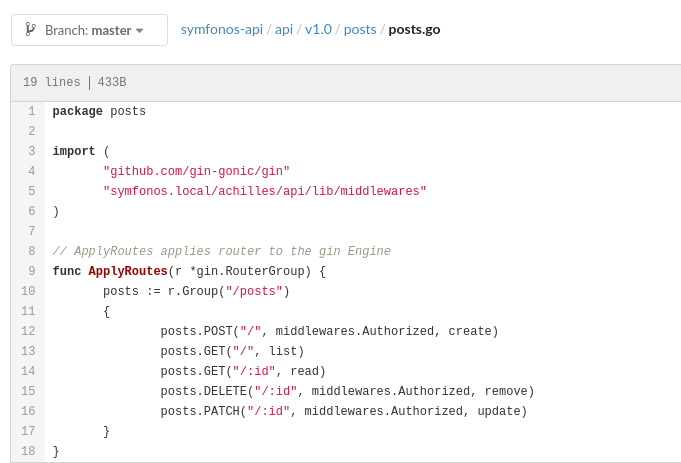 Branch: master symfonos-api / api / v1.0 / posts / posts.go
19 lines | 433B
1 package posts
2
3 import (
4 "github.com/gin-gonic/gin"
5 "symfonos.local/achilles/api/lib/middlewares"
6 )
7
8 // ApplyRoutes applies router to the gin Engine
9 func ApplyRoutes(r *gin.RouterGroup) {
10 posts := r.Group("/posts")
11 {
12 posts.POST("/", middlewares.Authorized, create)
13 posts.GET("/", list)
14 posts.GET("/:id", read)
15 posts.DELETE("/:id", middlewares.Authorized, remove)
16 posts.PATCH("/:id", middlewares.Authorized, update)
17 }
18 }